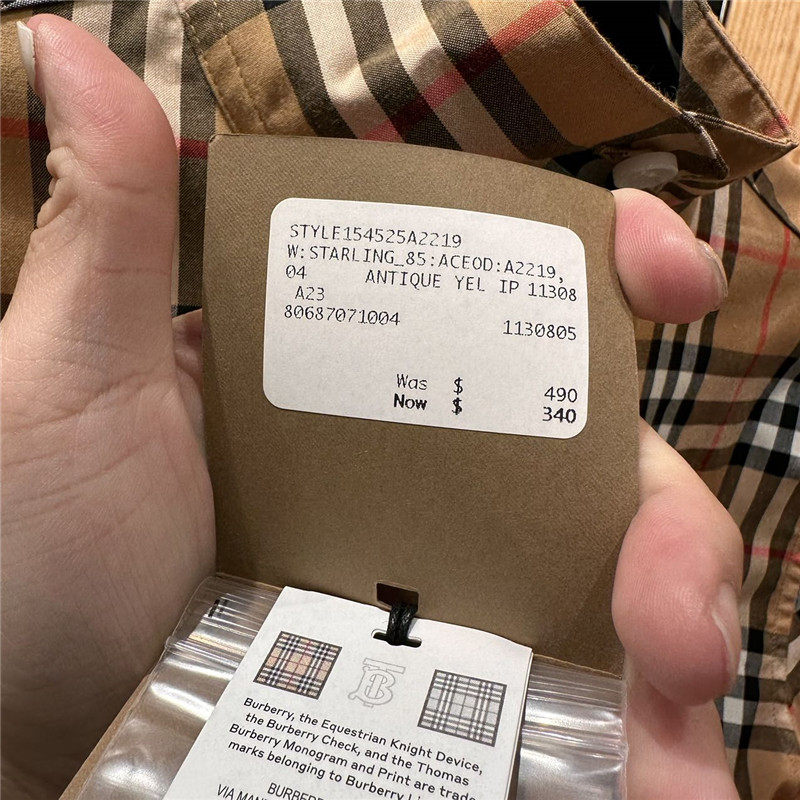 STYLE154525A2219
W:STARLING_85:ACEOD:A2219,
04 ANTIQUE YEL IP 11308
A23
80687071004 1130805
Was $ 490
Now $ 340
Burberry, the Equestrian Knight Device,
the Burberry Check, and the Thomas
Burberry Monogram and Print are trade
marks belonging to Burberry